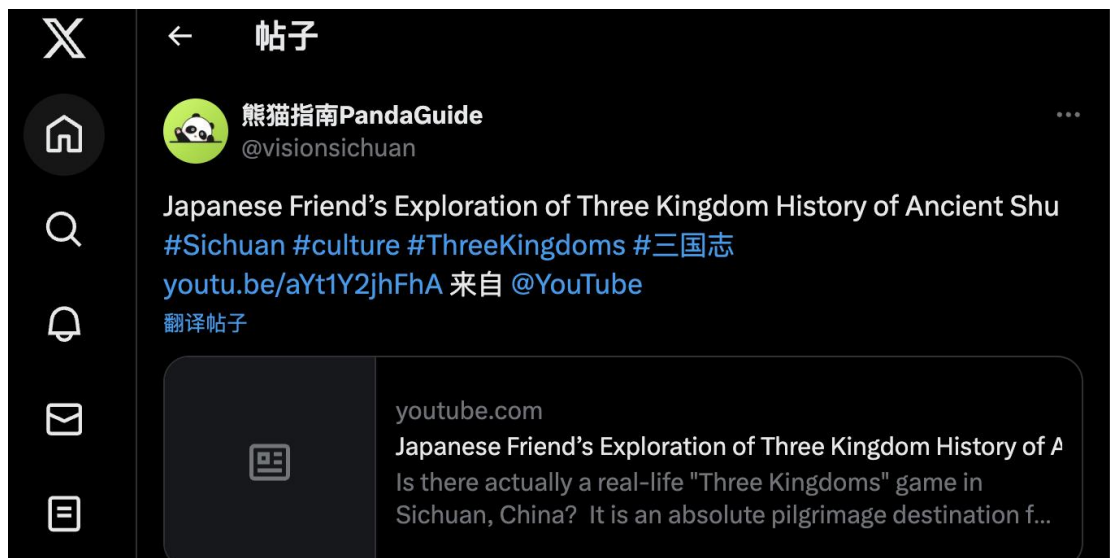 帖子
熊猫指南PandaGuide
@visionsichuan
Japanese Friend’s Exploration of Three Kingdom History of Ancient Shu
#Sichuan #culture #ThreeKingdoms #三国志
youtu.be/aYt1Y2jhFhA 来自 @YouTube
翻译帖子
youtube.com
Japanese Friend’s Exploration of Three Kingdom History of A
Is there actually a real-life "Three Kingdoms" game in
Sichuan, China? It is an absolute pilgrimage destination f...